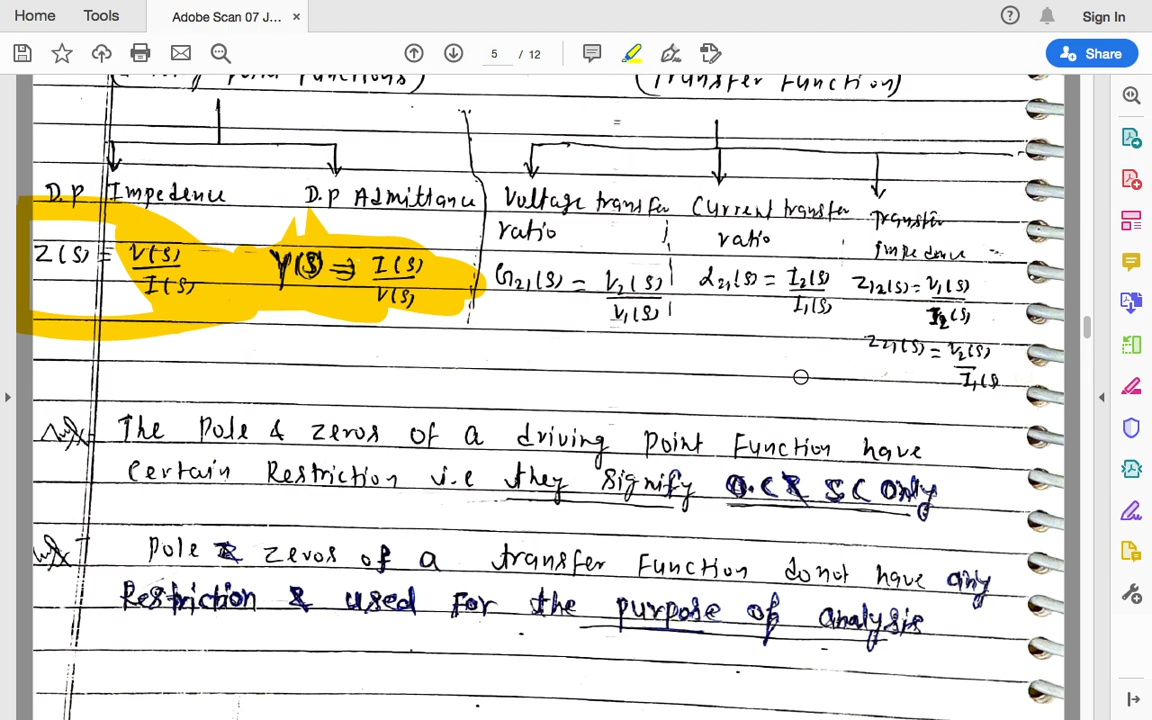 Home Tools Adobe Scan 07 J... × Sign In
5 / 12 Share
Functions) (Transfer Function)
D.P Impedence D.P Admittance Voltage transfer ratio Current transfer ratio Transfer impedence
Z(S) = V(S)/I(S) Y(S) ⇒ I(S)/V(S) G21(S) = V2(S)/V1(S) α21(S) = I2(S)/I1(S) Z12(S) = V1(S)/I2(S)
Z21(S) = V2(S)/I1(S
The Pole & zeros of a driving point Function have
Certain Restriction i.e they signify O.C & SC only
Pole & zeros of a transfer Function donot have any
Restriction & used For the purpose of analysis